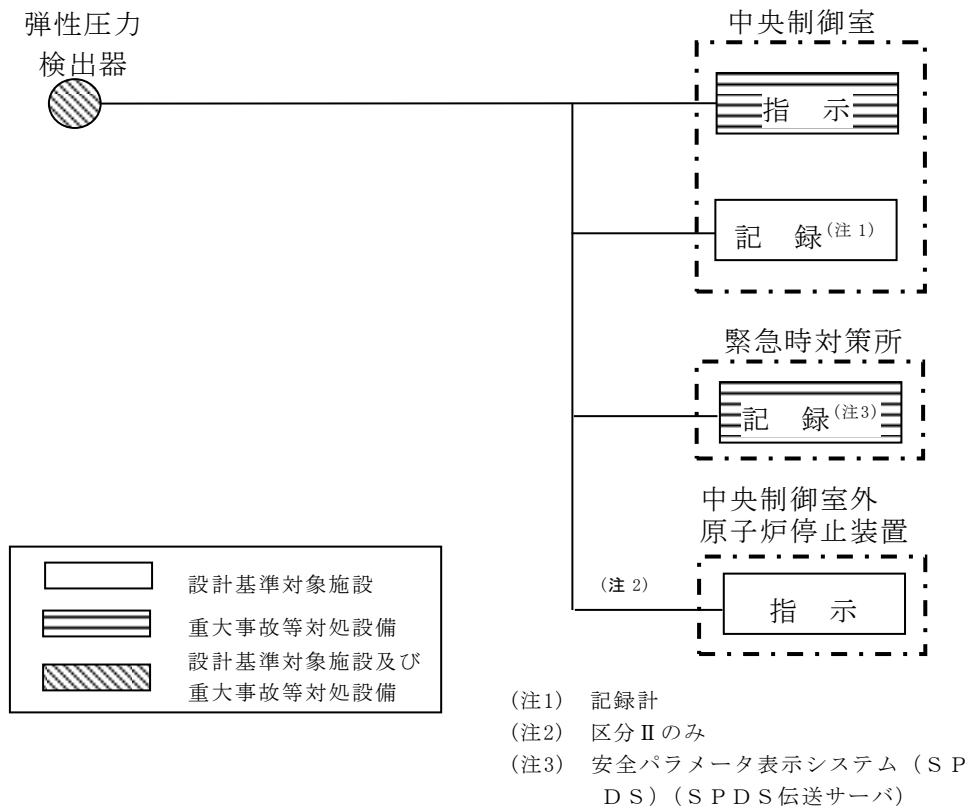 弾性圧力
検出器
中央制御室
指　示
記　録(注1)
緊急時対策所
記　録(注3)
中央制御室外
原子炉停止装置
(注2)
指　示
設計基準対象施設
重大事故等対処設備
設計基準対象施設及び
重大事故等対処設備
(注1)　記録計
(注2)　区分Ⅱのみ
(注3)　安全パラメータ表示システム（ＳＰ
ＤＳ）(ＳＰＤＳ伝送サーバ)